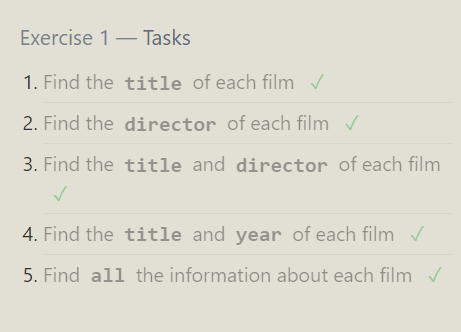 Exercise 1 — Tasks
1. Find the title of each film ✓
2. Find the director of each film ✓
3. Find the title and director of each film
✓
4. Find the title and year of each film ✓
5. Find all the information about each film ✓